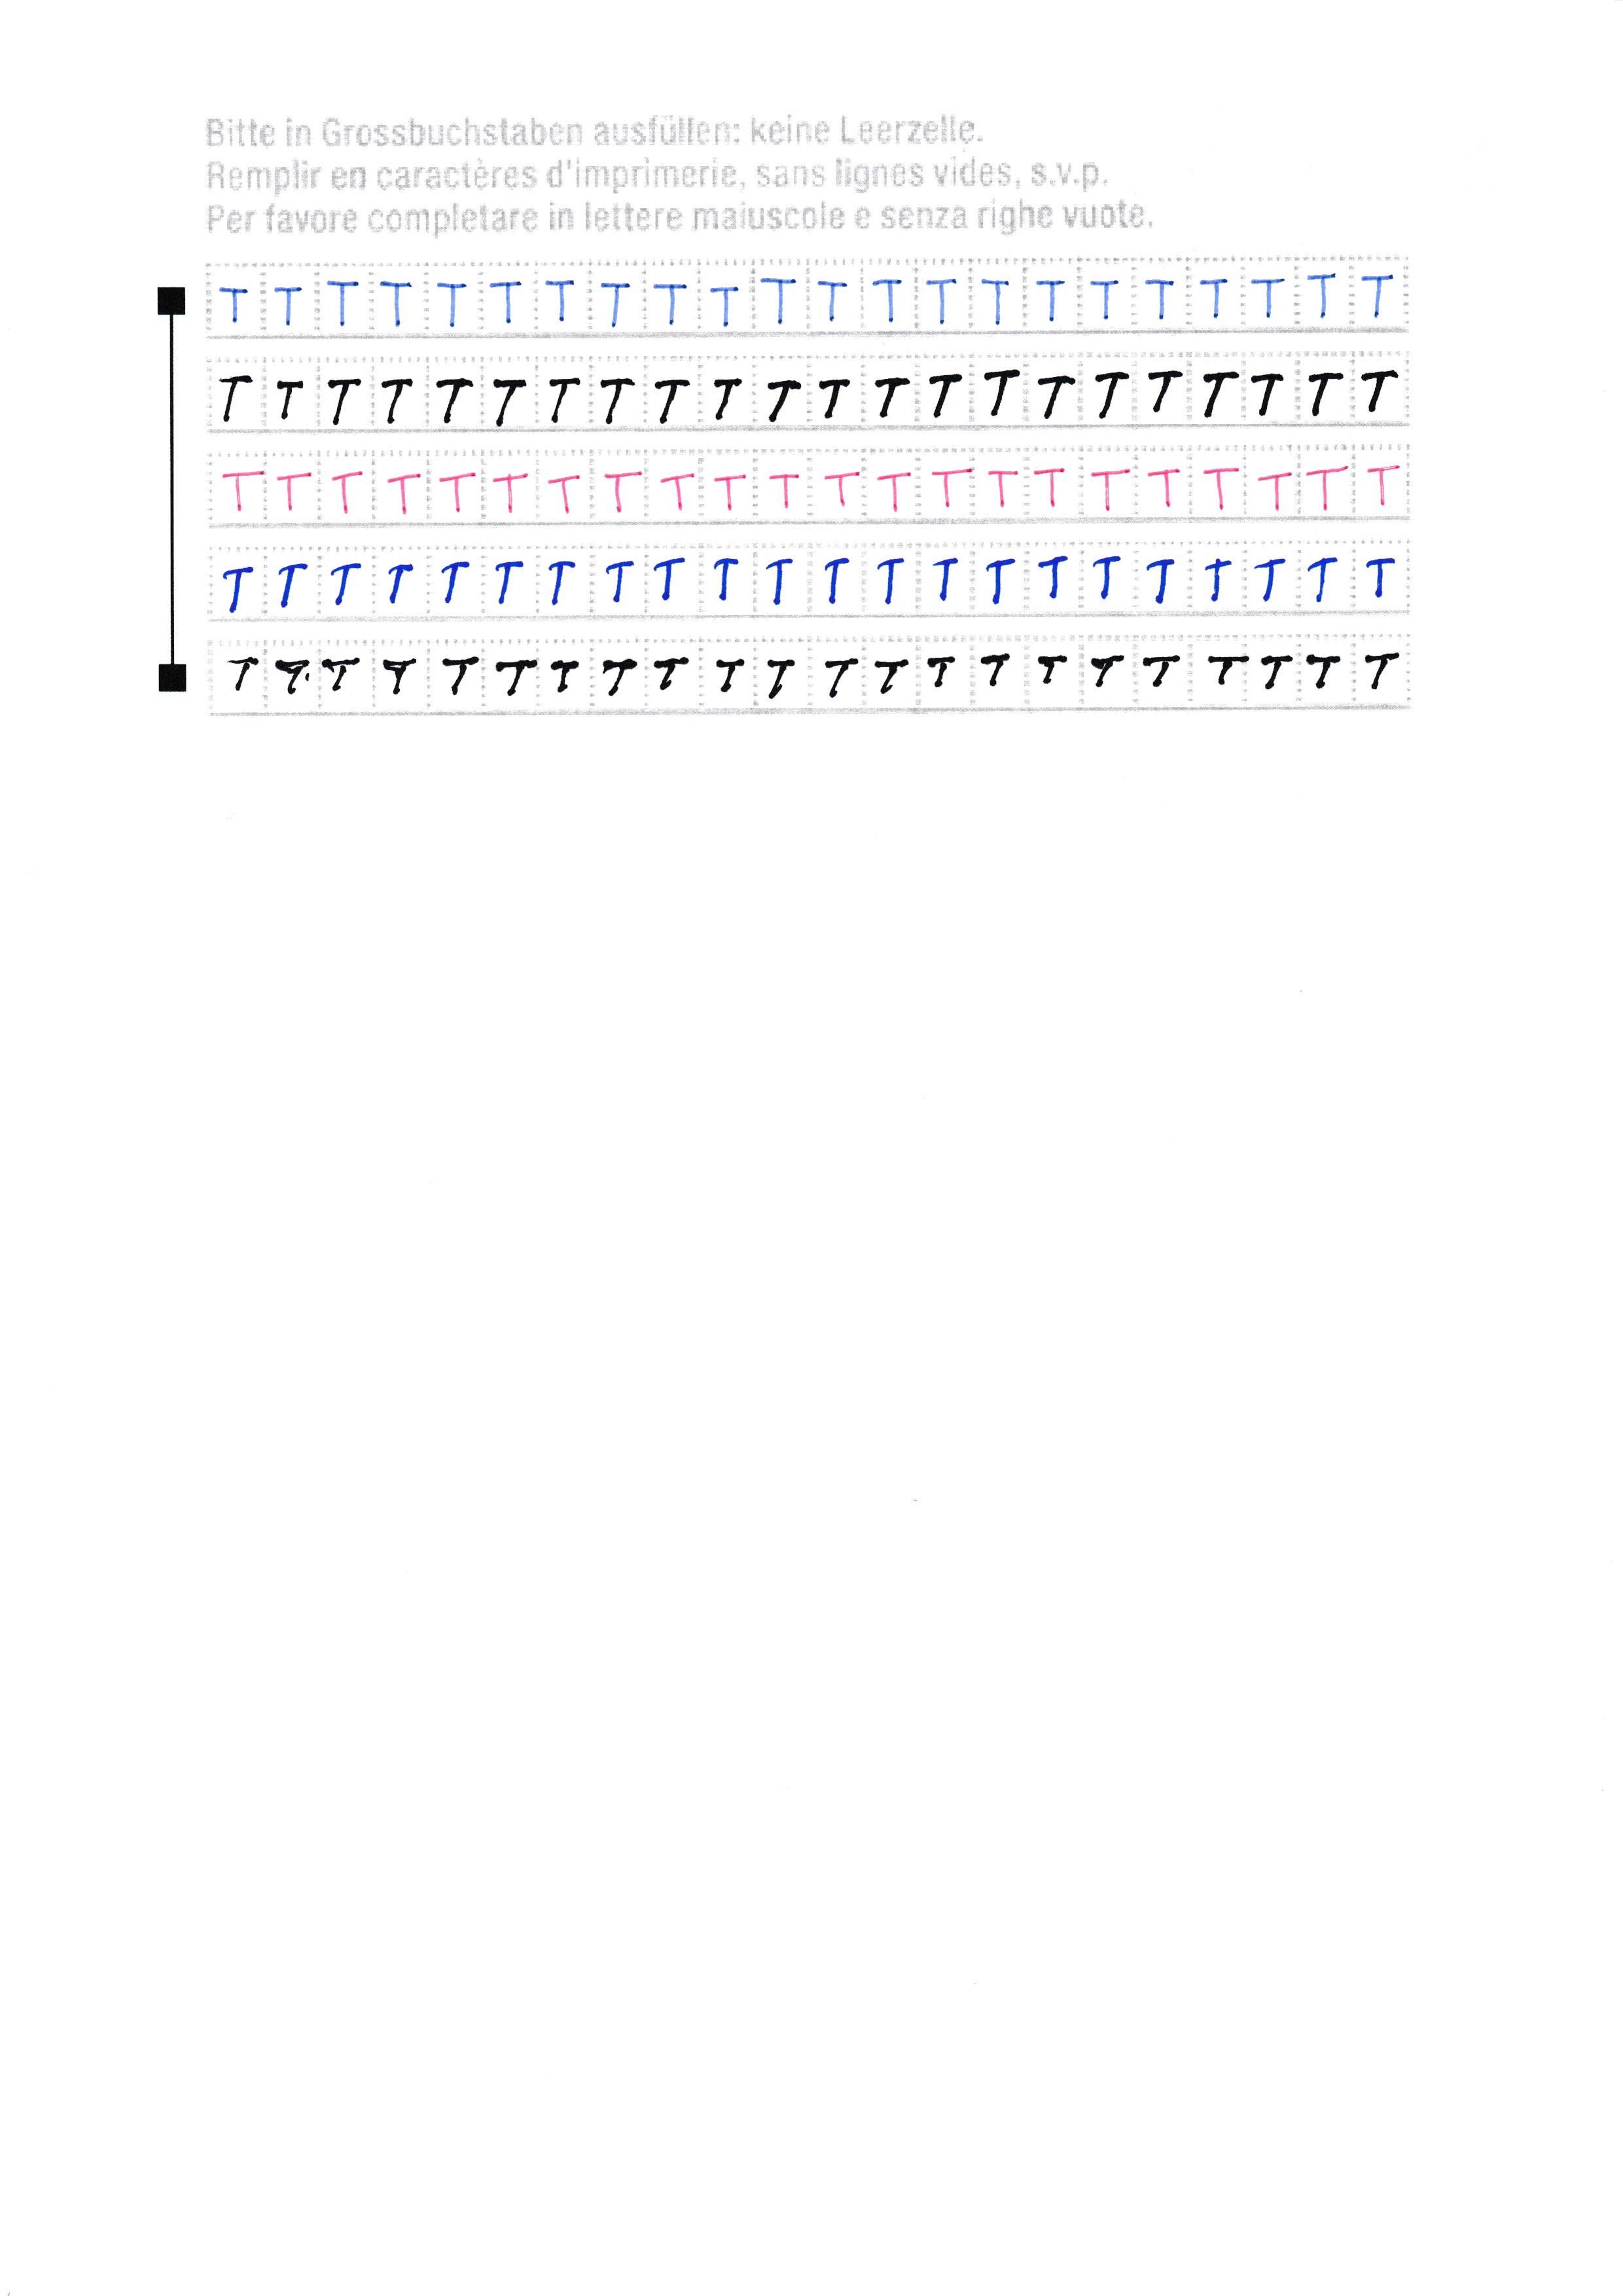 Bitte in Grossbuchstaben ausfüllen: keine Leerzelle.
Remplir en caractères d'imprimerie, sans lignes vides, s.v.p.
Per favore completare in lettere maiuscole e senza righe vuote.
T T T T T T T T T T T T T T T T T T T T T T
T T T T T T T T T T T T T T T T T T T T T T
T T T T T T T T T T T T T T T T T T T T T T
T T T T T T T T T T T T T T T T T T T T T T
T T T T T T T T T T T T T T T T T T T T T T